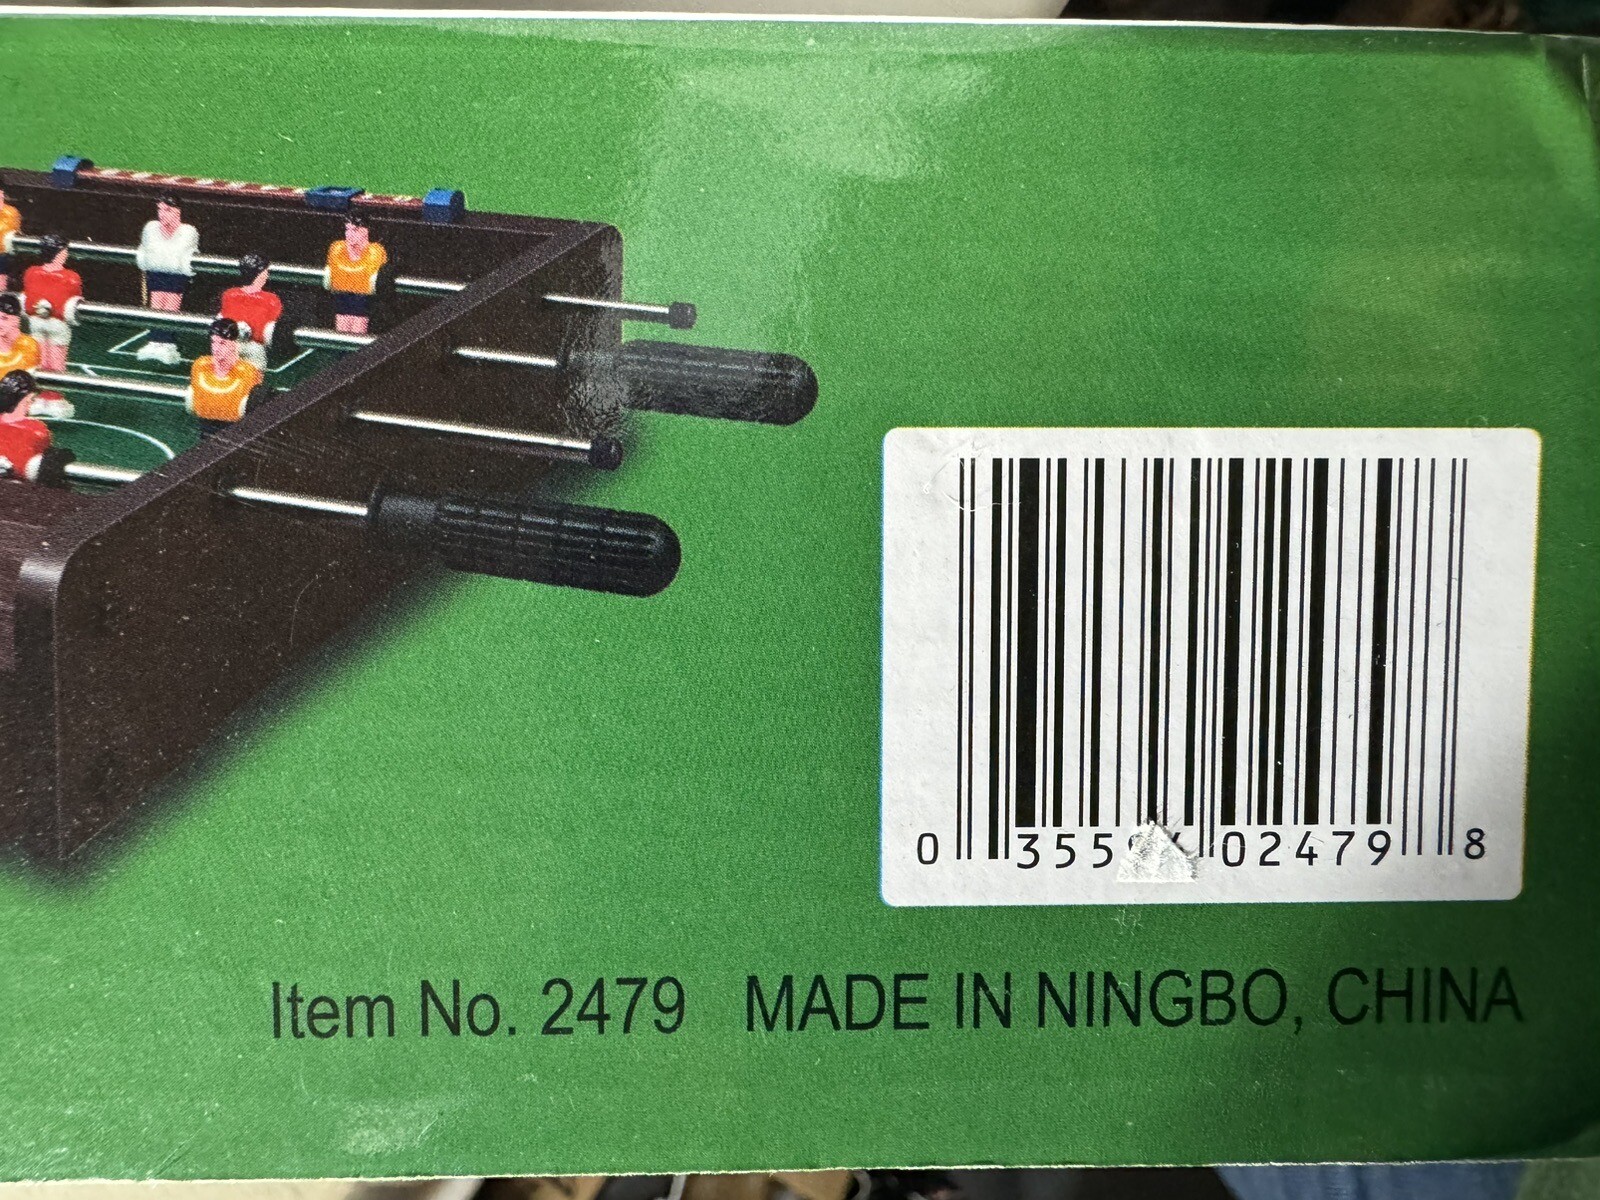 0 355 02479 8
Item No. 2479 MADE IN NINGBO, CHINA